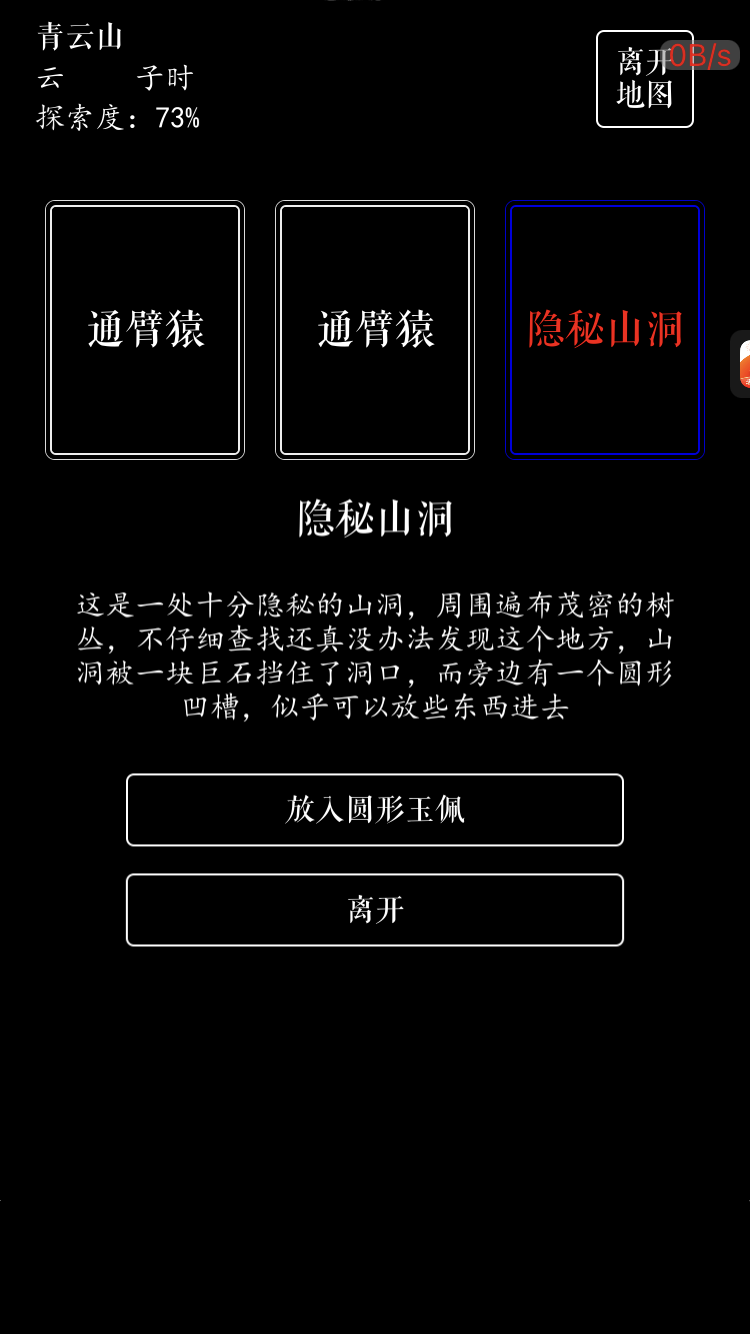 青云山
云 子时
探索度：73%
离开
地图
0B/s
通臂猿
通臂猿
隐秘山洞
隐秘山洞
这是一处十分隐秘的山洞，周围遍布茂密的树
丛，不仔细查找还真没办法发现这个地方，山
洞被一块巨石挡住了洞口，而旁边有一个圆形
凹槽，似乎可以放些东西进去
放入圆形玉佩
离开